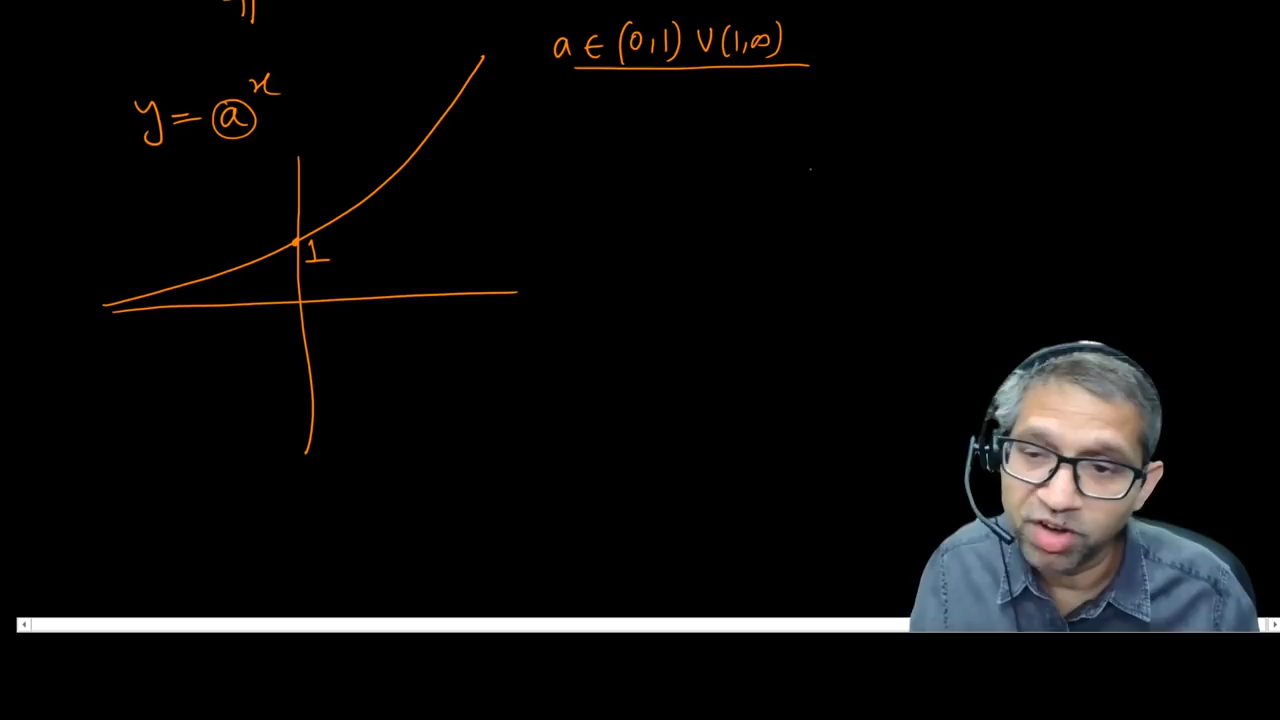 a ∈ (0,1) ∪ (1,∞)
y = a^x
1